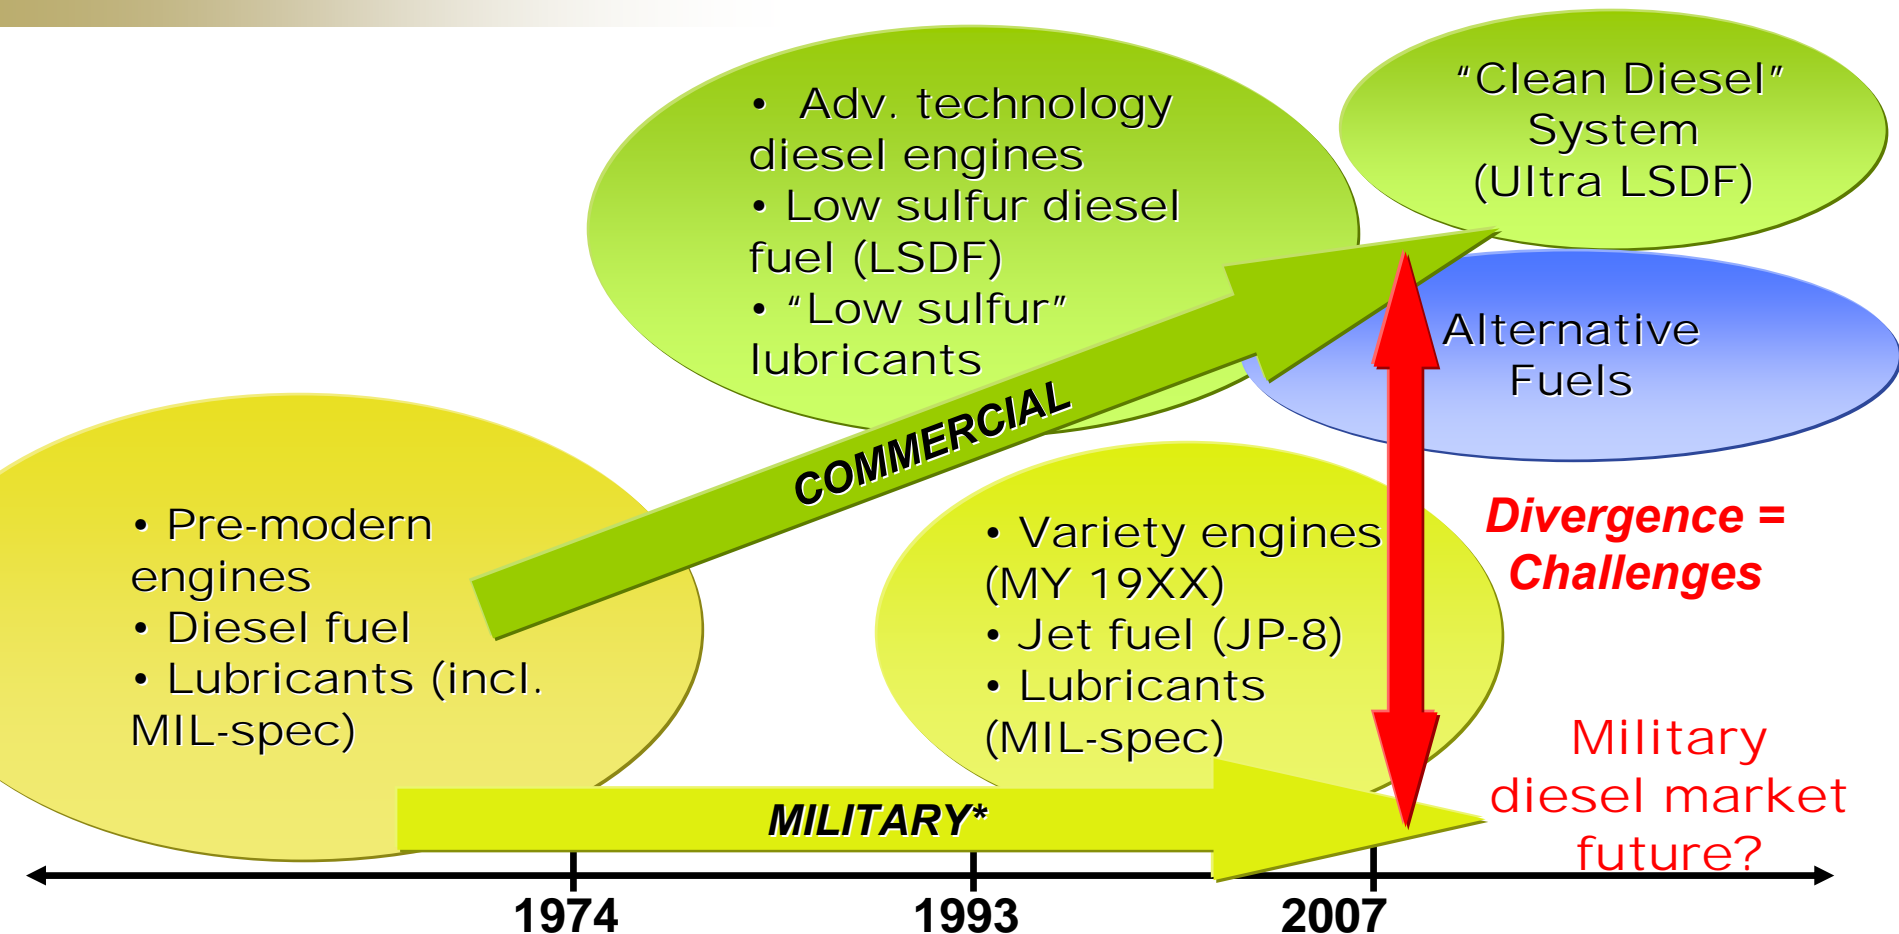 “Clean Diesel”
System
(Ultra LSDF)
• Adv. technology
diesel engines
• Low sulfur diesel
fuel (LSDF)
• “Low sulfur”
lubricants
Alternative
Fuels
COMMERCIAL
• Pre-modern
engines
• Diesel fuel
• Lubricants (incl.
MIL-spec)
• Variety engines
(MY 19XX)
• Jet fuel (JP-8)
• Lubricants
(MIL-spec)
Divergence =
Challenges
Military
diesel market
future?
MILITARY*
1974
1993
2007